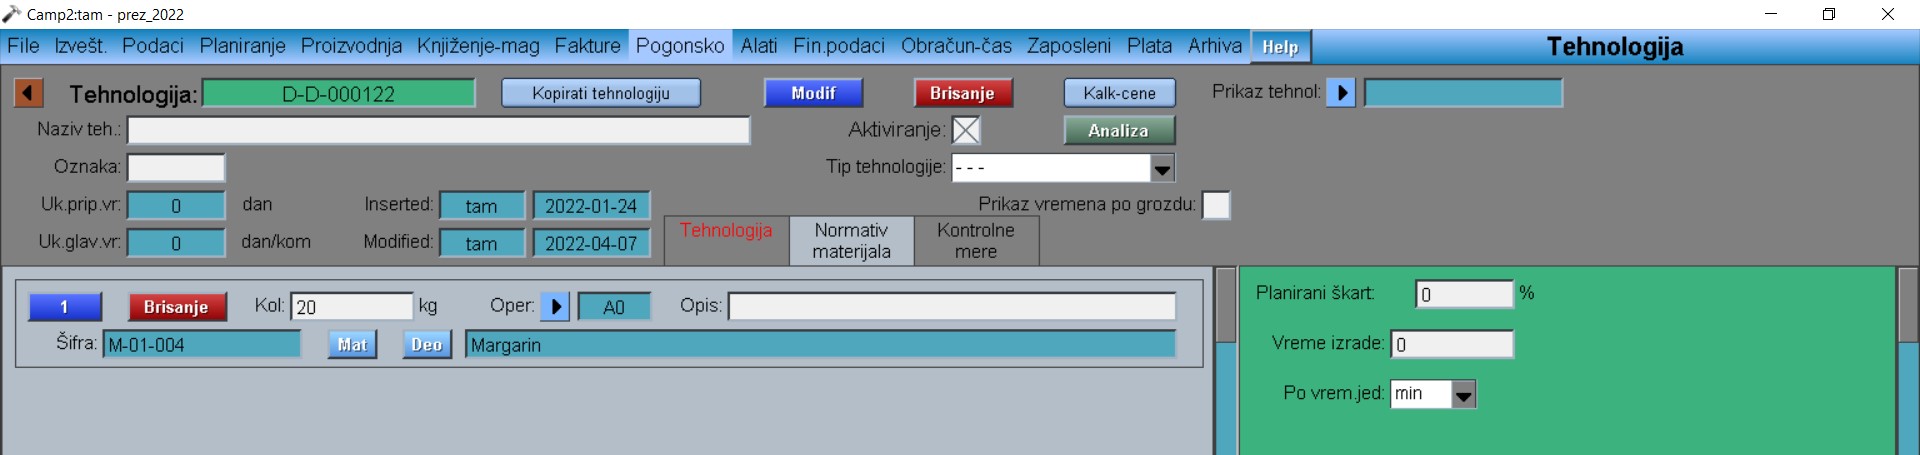 Camp2:tam - prez_2022
File Izvešt. Podaci Planiranje Proizvodnja Knjiženje-mag Fakture Pogonsko Alati Fin.podaci Obračun-čas Zaposleni Plata Arhiva Help Tehnologija
Tehnologija: D-D-000122 Kopirati tehnologiju Modif Brisanje Kalk-cene Prikaz tehnol:
Naziv teh.: Aktiviranje: Analiza
Oznaka: Tip tehnologije: - - -
Uk.prip.vr: 0 dan Inserted: tam 2022-01-24 Prikaz vremena po grozdu:
Uk.glav.vr: 0 dan/kom Modified: tam 2022-04-07 Tehnologija Normativ materijala Kontrolne mere
1 Brisanje Kol: 20 kg Oper: A0 Opis: Planirani škart: 0 %
Šifra: M-01-004 Mat Deo Margarin Vreme izrade: 0
Po vrem.jed: min